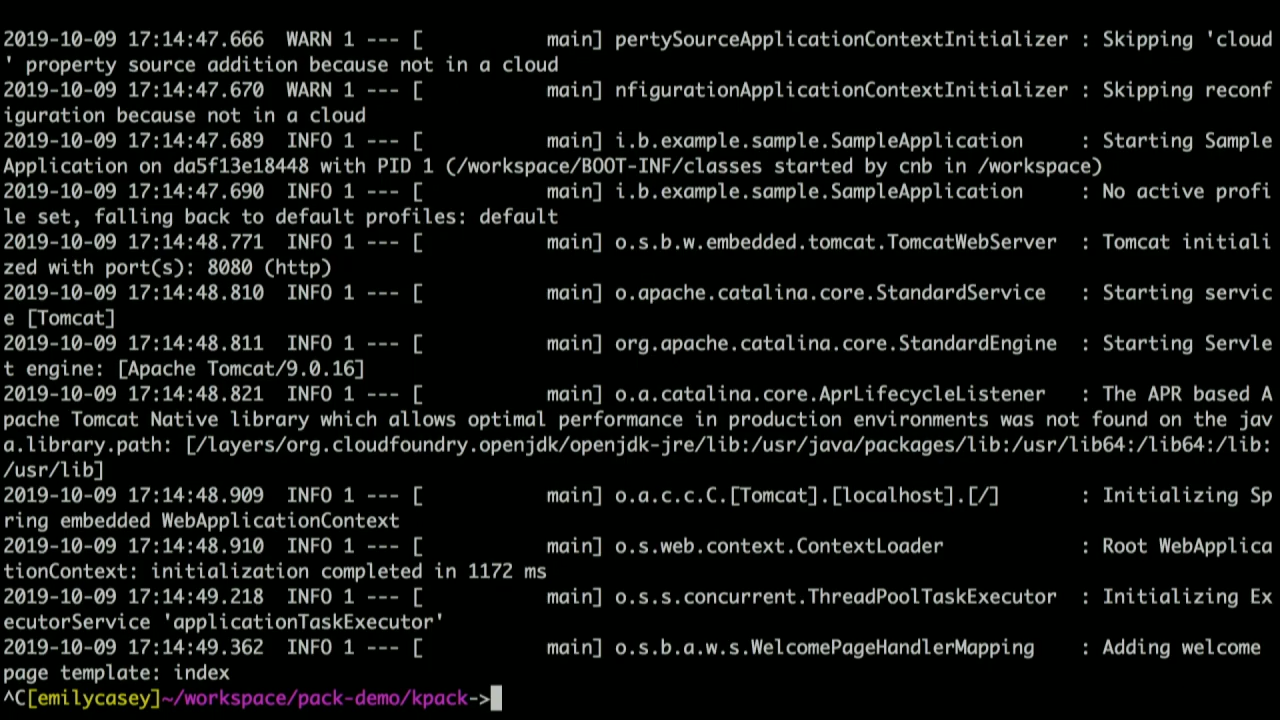 2019-10-09 17:14:47.666  WARN 1 --- [           main] pertySourceApplicationContextInitializer : Skipping 'cloud
' property source addition because not in a cloud
2019-10-09 17:14:47.670  WARN 1 --- [           main] nfigurationApplicationContextInitializer : Skipping reconf
iguration because not in a cloud
2019-10-09 17:14:47.689  INFO 1 --- [           main] i.b.example.sample.SampleApplication     : Starting Sample
Application on da5f13e18448 with PID 1 (/workspace/BOOT-INF/classes started by cnb in /workspace)
2019-10-09 17:14:47.690  INFO 1 --- [           main] i.b.example.sample.SampleApplication     : No active profi
le set, falling back to default profiles: default
2019-10-09 17:14:48.771  INFO 1 --- [           main] o.s.b.w.embedded.tomcat.TomcatWebServer  : Tomcat initiali
zed with port(s): 8080 (http)
2019-10-09 17:14:48.810  INFO 1 --- [           main] o.apache.catalina.core.StandardService   : Starting servic
e [Tomcat]
2019-10-09 17:14:48.811  INFO 1 --- [           main] org.apache.catalina.core.StandardEngine  : Starting Servle
t engine: [Apache Tomcat/9.0.16]
2019-10-09 17:14:48.821  INFO 1 --- [           main] o.a.catalina.core.AprLifecycleListener   : The APR based A
pache Tomcat Native library which allows optimal performance in production environments was not found on the jav
a.library.path: [/layers/org.cloudfoundry.openjdk/openjdk-jre/lib:/usr/java/packages/lib:/usr/lib64:/lib64:/lib:
/usr/lib]
2019-10-09 17:14:48.909  INFO 1 --- [           main] o.a.c.c.C.[Tomcat].[localhost].[/]       : Initializing Sp
ring embedded WebApplicationContext
2019-10-09 17:14:48.910  INFO 1 --- [           main] o.s.web.context.ContextLoader            : Root WebApplica
tionContext: initialization completed in 1172 ms
2019-10-09 17:14:49.218  INFO 1 --- [           main] o.s.s.concurrent.ThreadPoolTaskExecutor  : Initializing Ex
ecutorService 'applicationTaskExecutor'
2019-10-09 17:14:49.362  INFO 1 --- [           main] o.s.b.a.w.s.WelcomePageHandlerMapping    : Adding welcome
page template: index
^C[emilycasey]~/workspace/pack-demo/kpack->